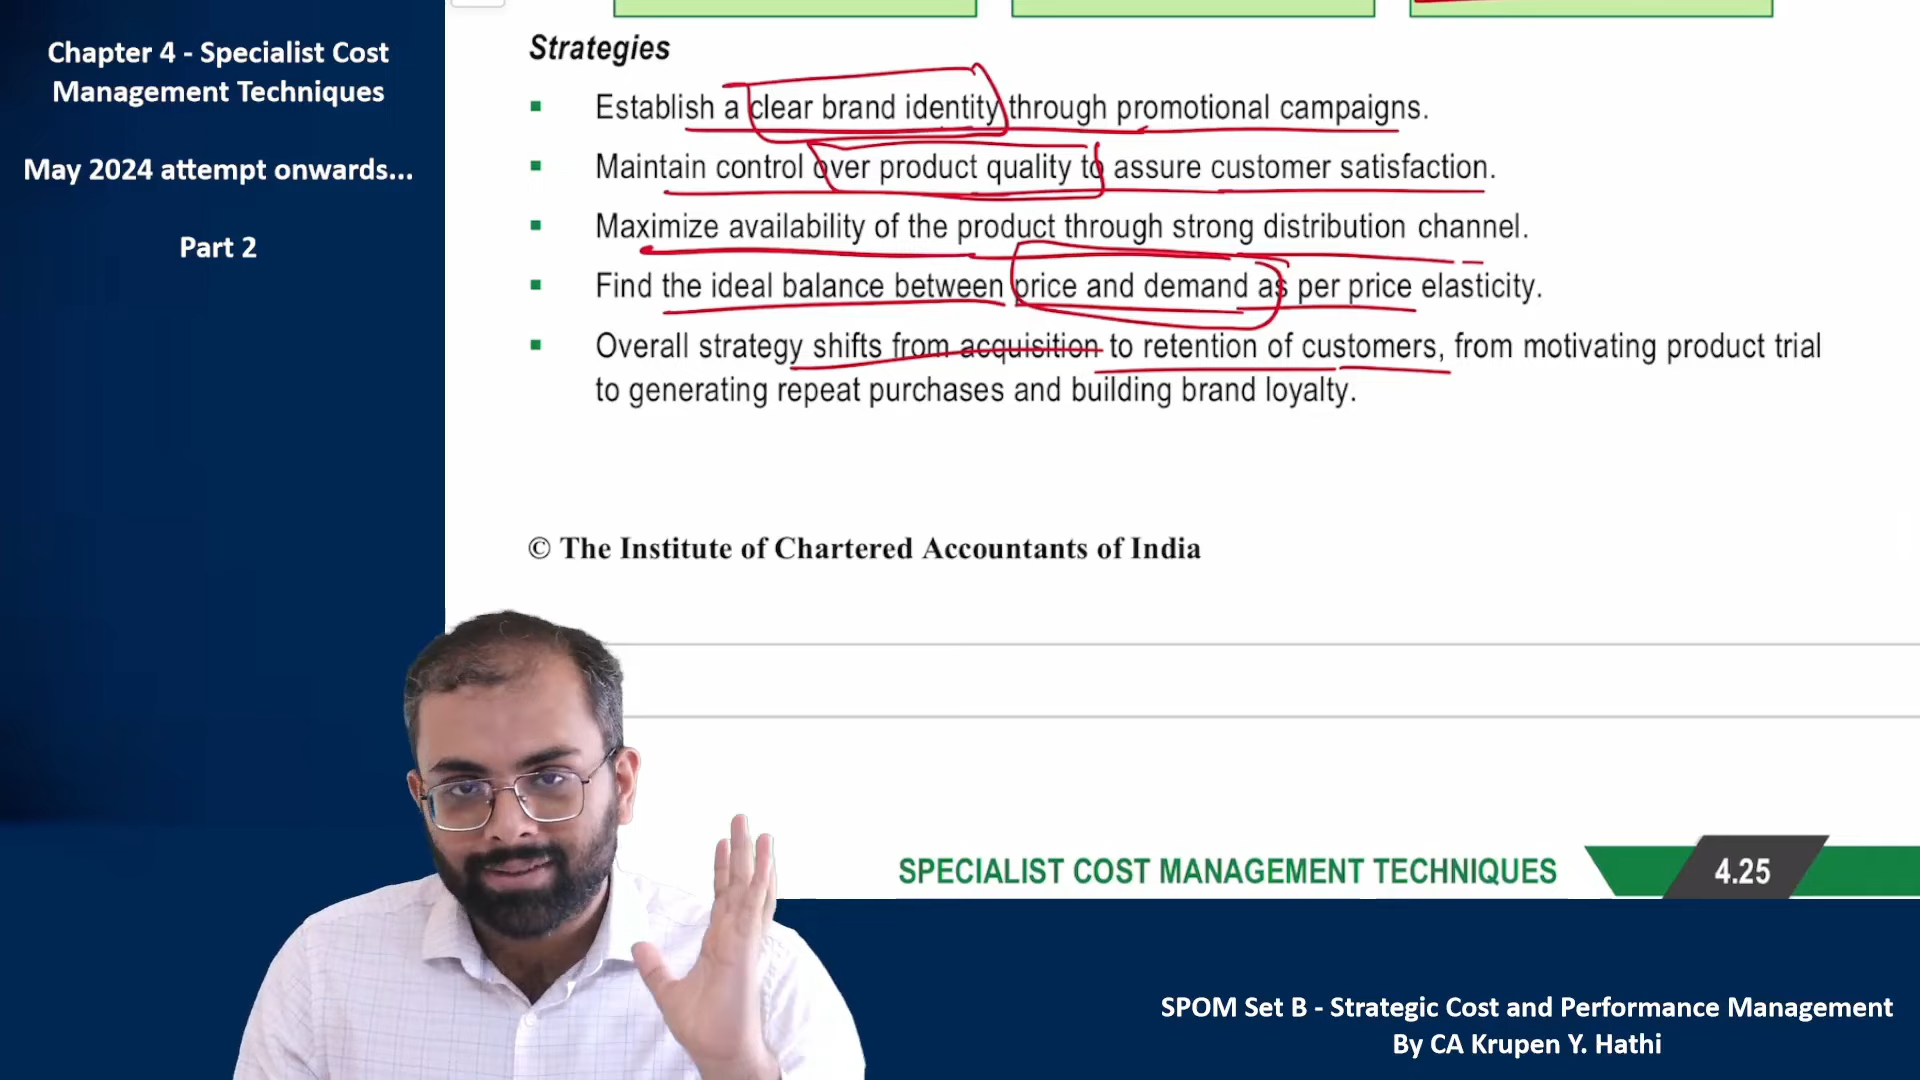 Chapter 4 - Specialist Cost
Management Techniques
May 2024 attempt onwards...
Part 2
Strategies
Establish a clear brand identity through promotional campaigns.
Maintain control over product quality to assure customer satisfaction.
Maximize availability of the product through strong distribution channel.
Find the ideal balance between price and demand as per price elasticity.
Overall strategy shifts from acquisition to retention of customers, from motivating product trial
to generating repeat purchases and building brand loyalty.
© The Institute of Chartered Accountants of India
SPECIALIST COST MANAGEMENT TECHNIQUES
4.25
SPOM Set B - Strategic Cost and Performance Management
By CA Krupen Y. Hathi